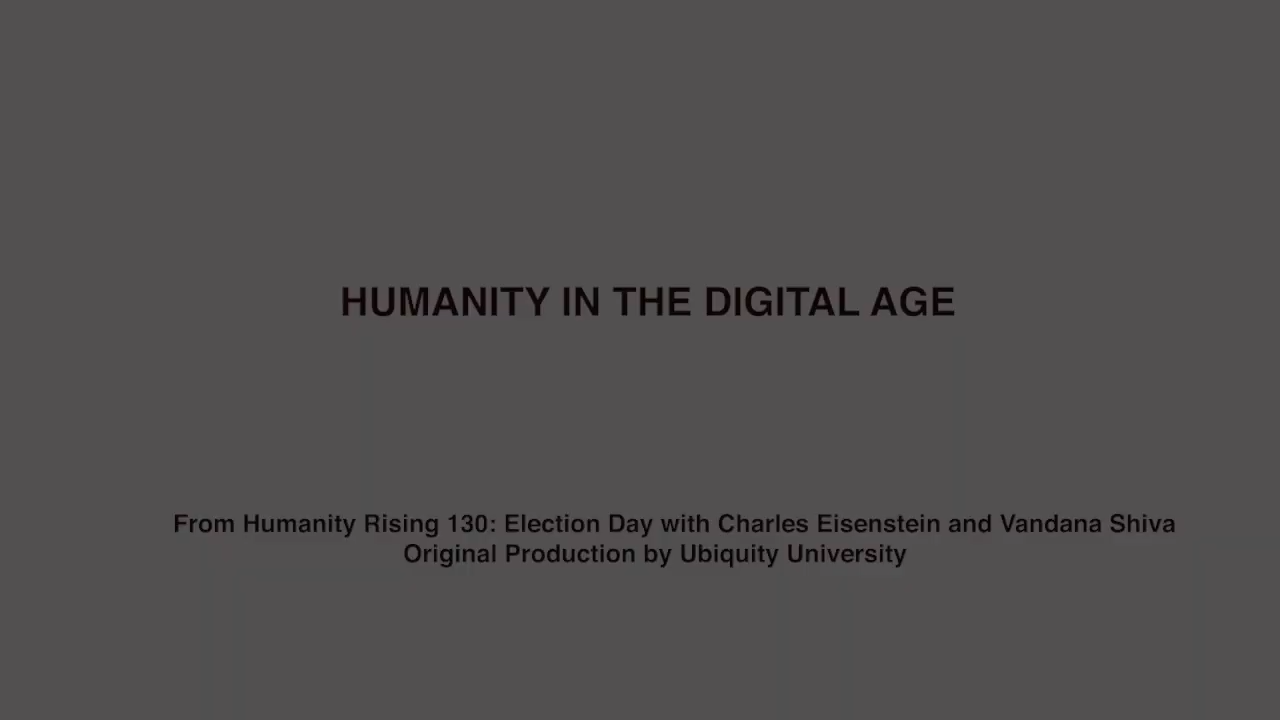 HUMANITY IN THE DIGITAL AGE
From Humanity Rising 130: Election Day with Charles Eisenstein and Vandana Shiva
Original Production by Ubiquity University